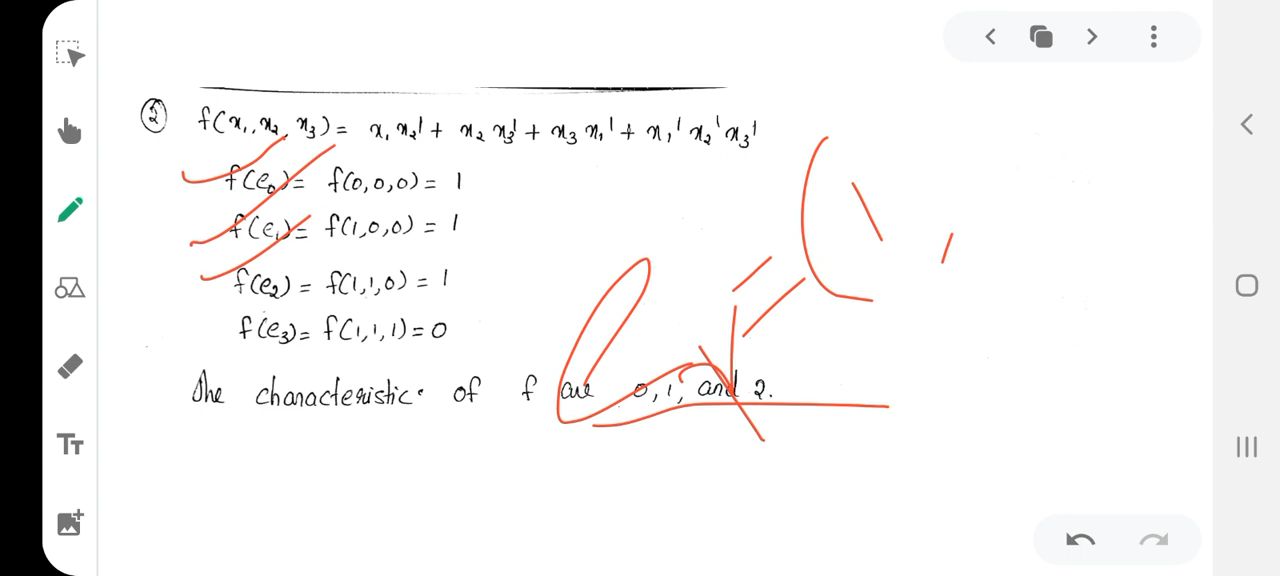 ② f(x₁, x₂, x₃) = x₁x₂' + x₂x₃' + x₃x₁' + x₁'x₂'x₃'
f(e₀) = f(0,0,0) = 1
f(e₁) = f(1,0,0) = 1
f(e₂) = f(1,1,0) = 1
f(e₃) = f(1,1,1) = 0
The characteristic of f are 0, 1, and 2.
TT